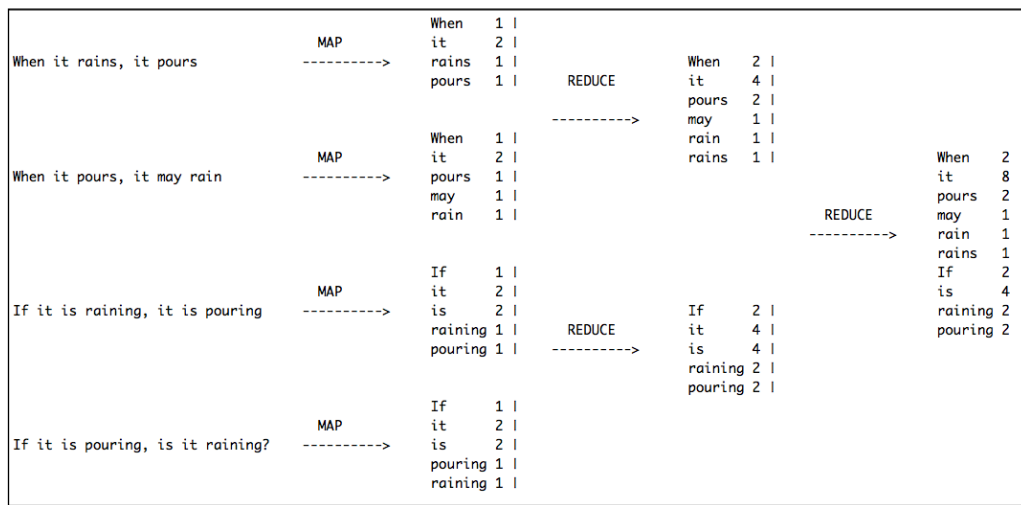 When 1 |
MAP it 2 |
When it rains, it pours ----------> rains 1 | When 2 |
pours 1 | REDUCE it 4 |
pours 2 |
----------> may 1 |
When 1 | rain 1 |
MAP it 2 | rains 1 | When 2
When it pours, it may rain ----------> pours 1 | it 8
may 1 | pours 2
rain 1 | REDUCE may 1
----------> rain 1
rains 1
If 1 | If 2
MAP it 2 | is 4
If it is raining, it is pouring ----------> is 2 | If 2 | raining 2
raining 1 | REDUCE it 4 | pouring 2
pouring 1 | ----------> is 4 |
raining 2 |
pouring 2 |
If 1 |
MAP it 2 |
If it is pouring, is it raining? ----------> is 2 |
pouring 1 |
raining 1 |